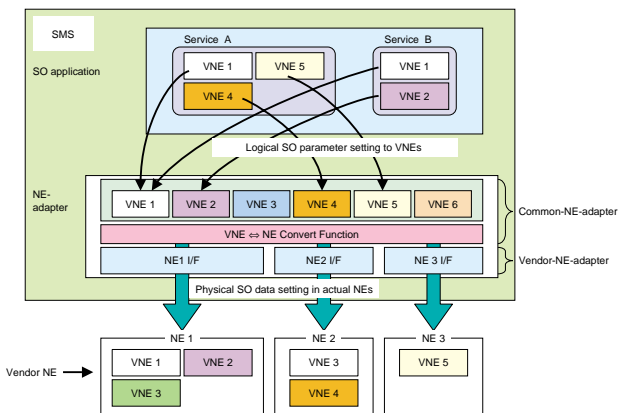 SMS
Service A
Service B
SO application
VNE 1
VNE 5
VNE 1
VNE 4
VNE 2
Logical SO parameter setting to VNEs
NE-
adapter
VNE 1
VNE 2
VNE 3
VNE 4
VNE 5
VNE 6
Common-NE-adapter
VNE ⇔ NE Convert Function
NE1 I/F
NE2 I/F
NE 3 I/F
Vendor-NE-adapter
Physical SO data setting in actual NEs
NE 1
NE 2
NE 3
Vendor NE
VNE 1
VNE 2
VNE 3
VNE 5
VNE 3
VNE 4